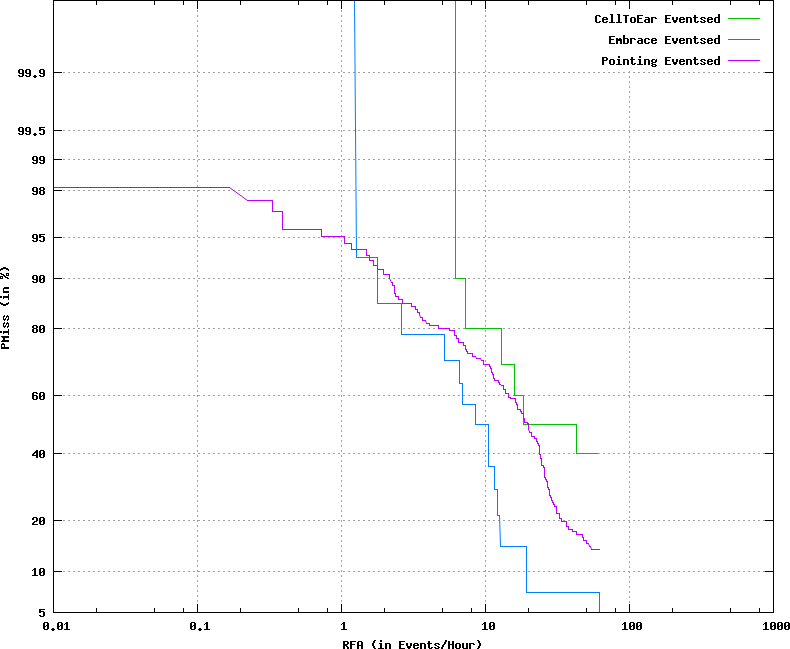 CellToEar Eventsed
Embrace Eventsed
Pointing Eventsed
99.9
99.5
99
98
95
90
80
60
40
20
10
5
PMiss (in %)
0.01 0.1 1 10 100 1000
RFA (in Events/Hour)